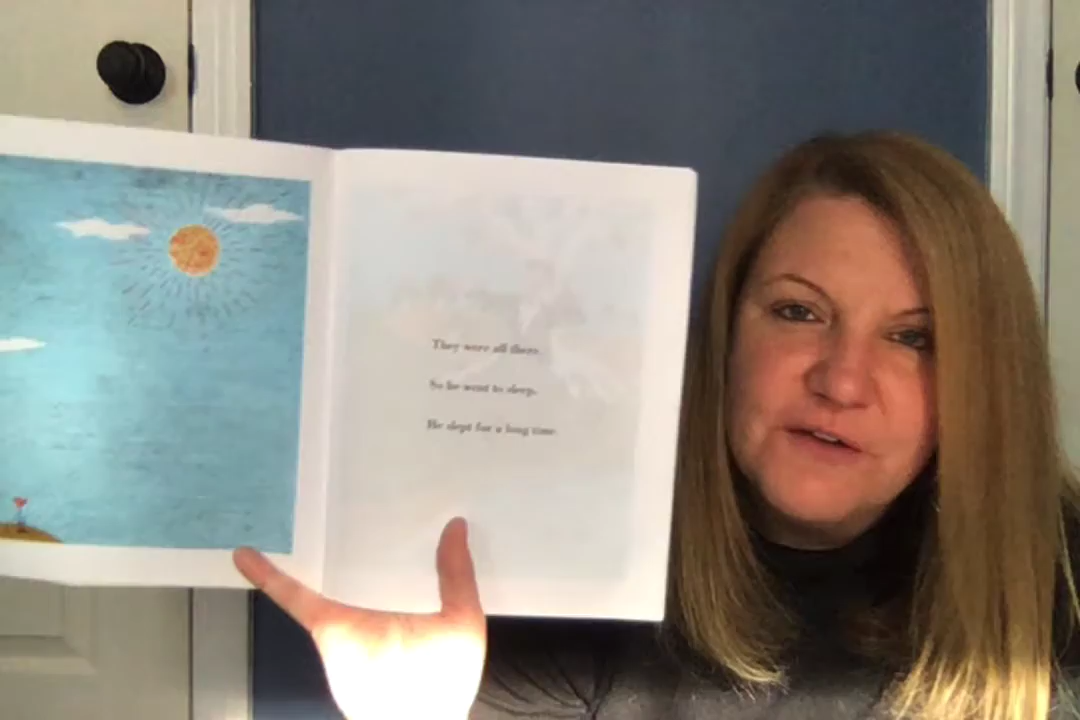 They were all there.
So he went to sleep.
He slept for a long time.